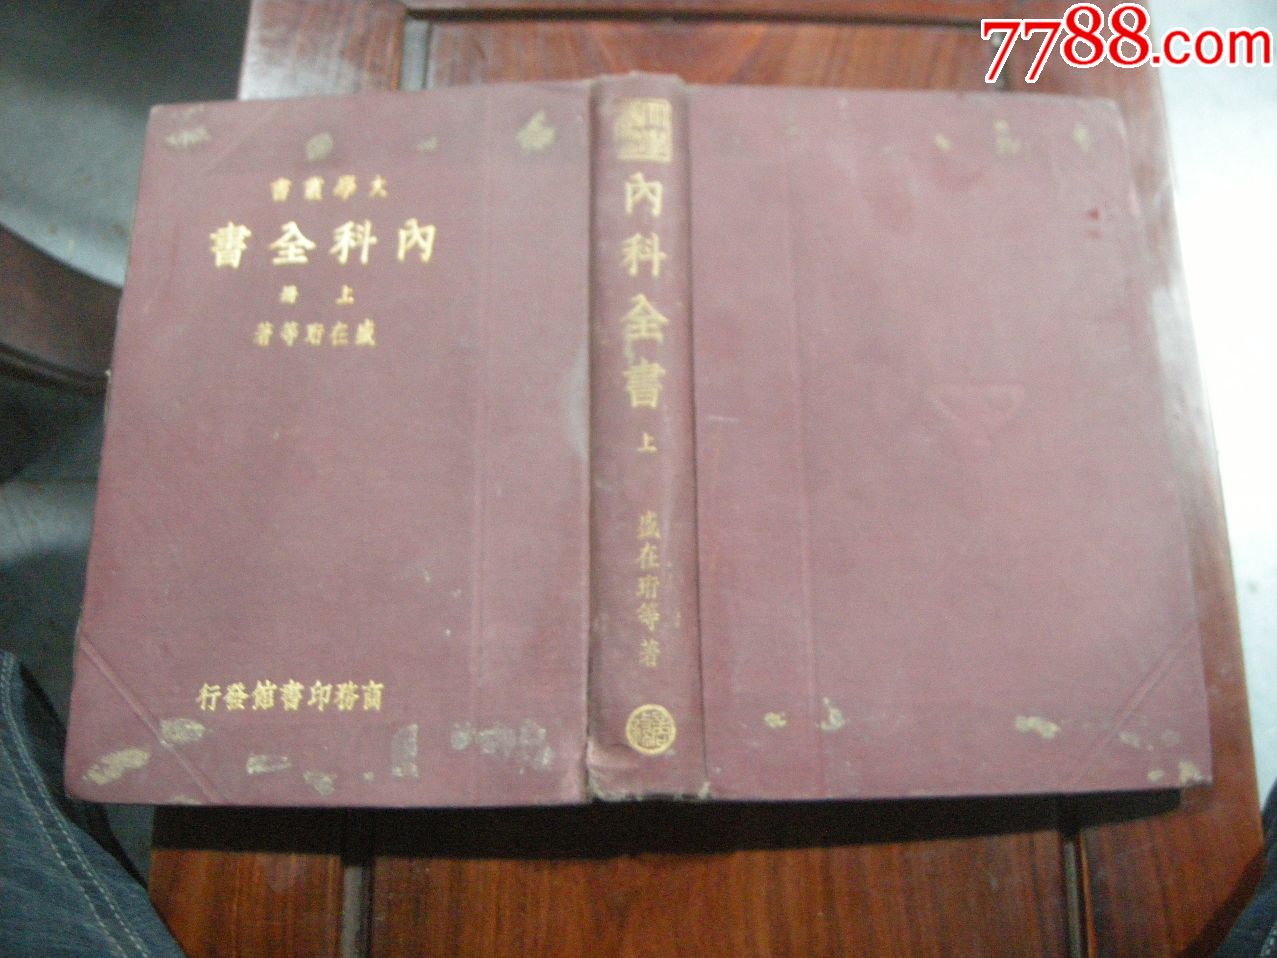 7788.com
大學叢書
內科全書
上冊
盛在珩等著
商務印書館發行
內科全書
上
盛在珩等著